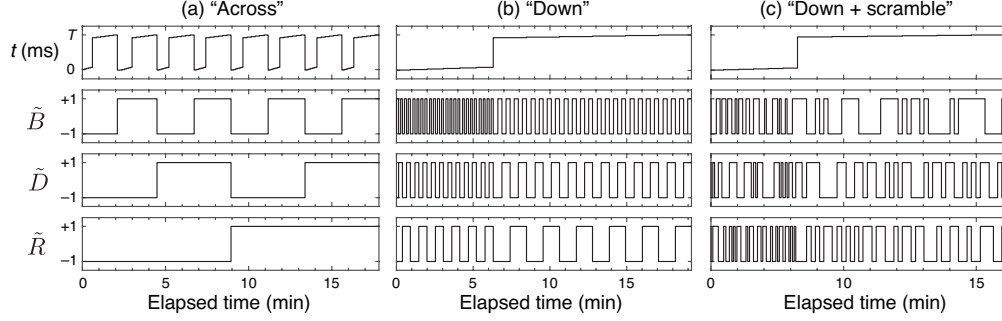 (a) “Across” (b) “Down” (c) “Down + scramble”
t (ms) T 0
B̃ +1 −1
D̃ +1 −1
R̃ +1 −1
0 5 10 15 0 5 10 15 0 10 15
Elapsed time (min) Elapsed time (min) Elapsed time (min)